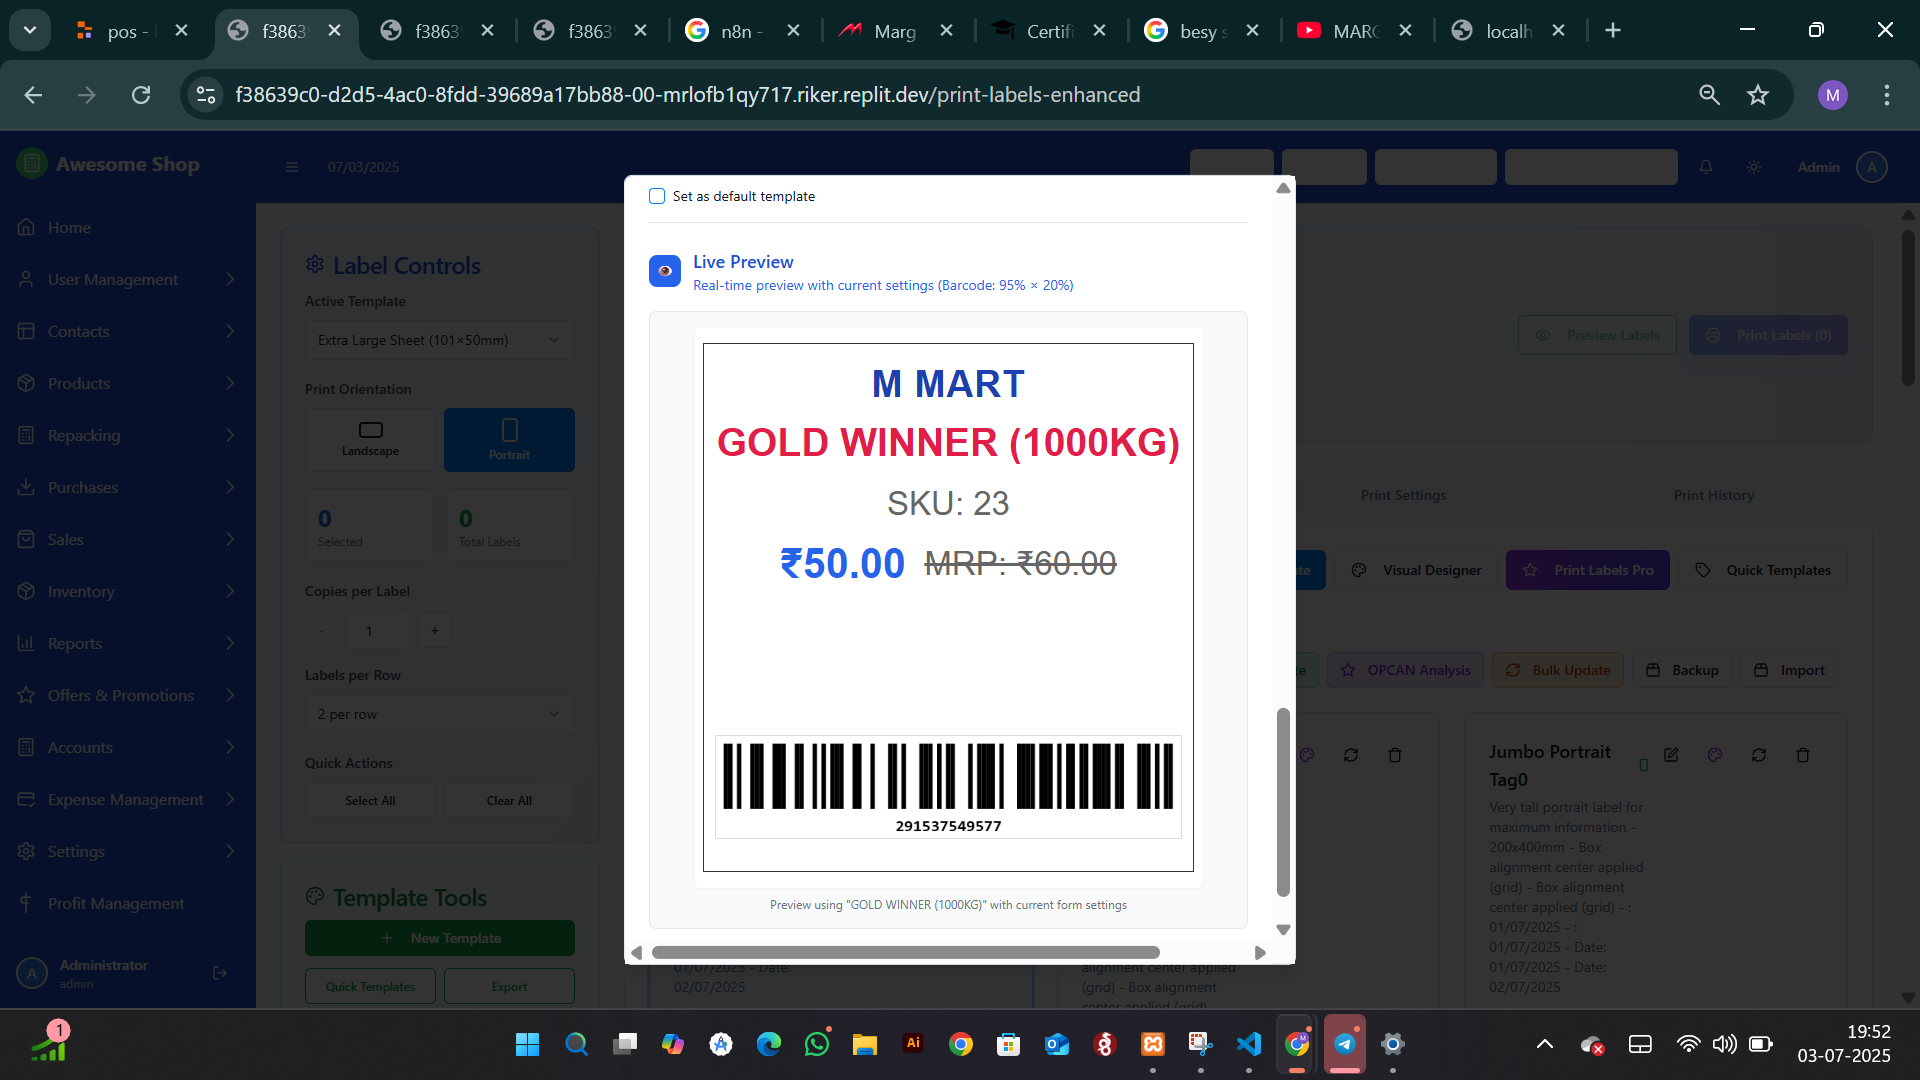 pos -
f3863
f3863
f3863
n8n -
Marg
Certifi
besy s
MARG
localh
f38639c0-d2d5-4ac0-8fdd-39689a17bb88-00-mrlofb1qy717.riker.replit.dev/print-labels-enhanced
M
Awesome Shop
07/03/2025
Admin
A
Home
User Management
Contacts
Products
Repacking
Purchases
Sales
Inventory
Reports
Offers & Promotions
Accounts
Expense Management
Settings
Profit Management
A
Administrator
admin
Label Controls
Active Template
Extra Large Sheet (101×50mm)
Print Orientation
Landscape
Portrait
0
Selected
0
Total Labels
Copies per Label
-
1
+
Labels per Row
2 per row
Quick Actions
Select All
Clear All
Template Tools
+ New Template
Quick Templates
Export
Set as default template
Live Preview
Real-time preview with current settings (Barcode: 95% × 20%)
M MART
GOLD WINNER (1000KG)
SKU: 23
₹50.00 MRP: ₹60.00
291537549577
Preview using "GOLD WINNER (1000KG)" with current form settings
Preview Labels
Print Labels (0)
Print Settings
Print History
te
Visual Designer
Print Labels Pro
Quick Templates
te
OPCAN Analysis
Bulk Update
Backup
Import
Jumbo Portrait
Tag0
Very tall portrait label for
maximum information -
200x400mm - Box
alignment center applied
(grid) - Box alignment
center applied (grid) - :
01/07/2025 - :
01/07/2025 - Date:
01/07/2025 - Date:
02/07/2025
01/07/2025 - Date:
02/07/2025
alignment center applied
(grid) - Box alignment
center applied (grid)
1
Ai
19:52
03-07-2025